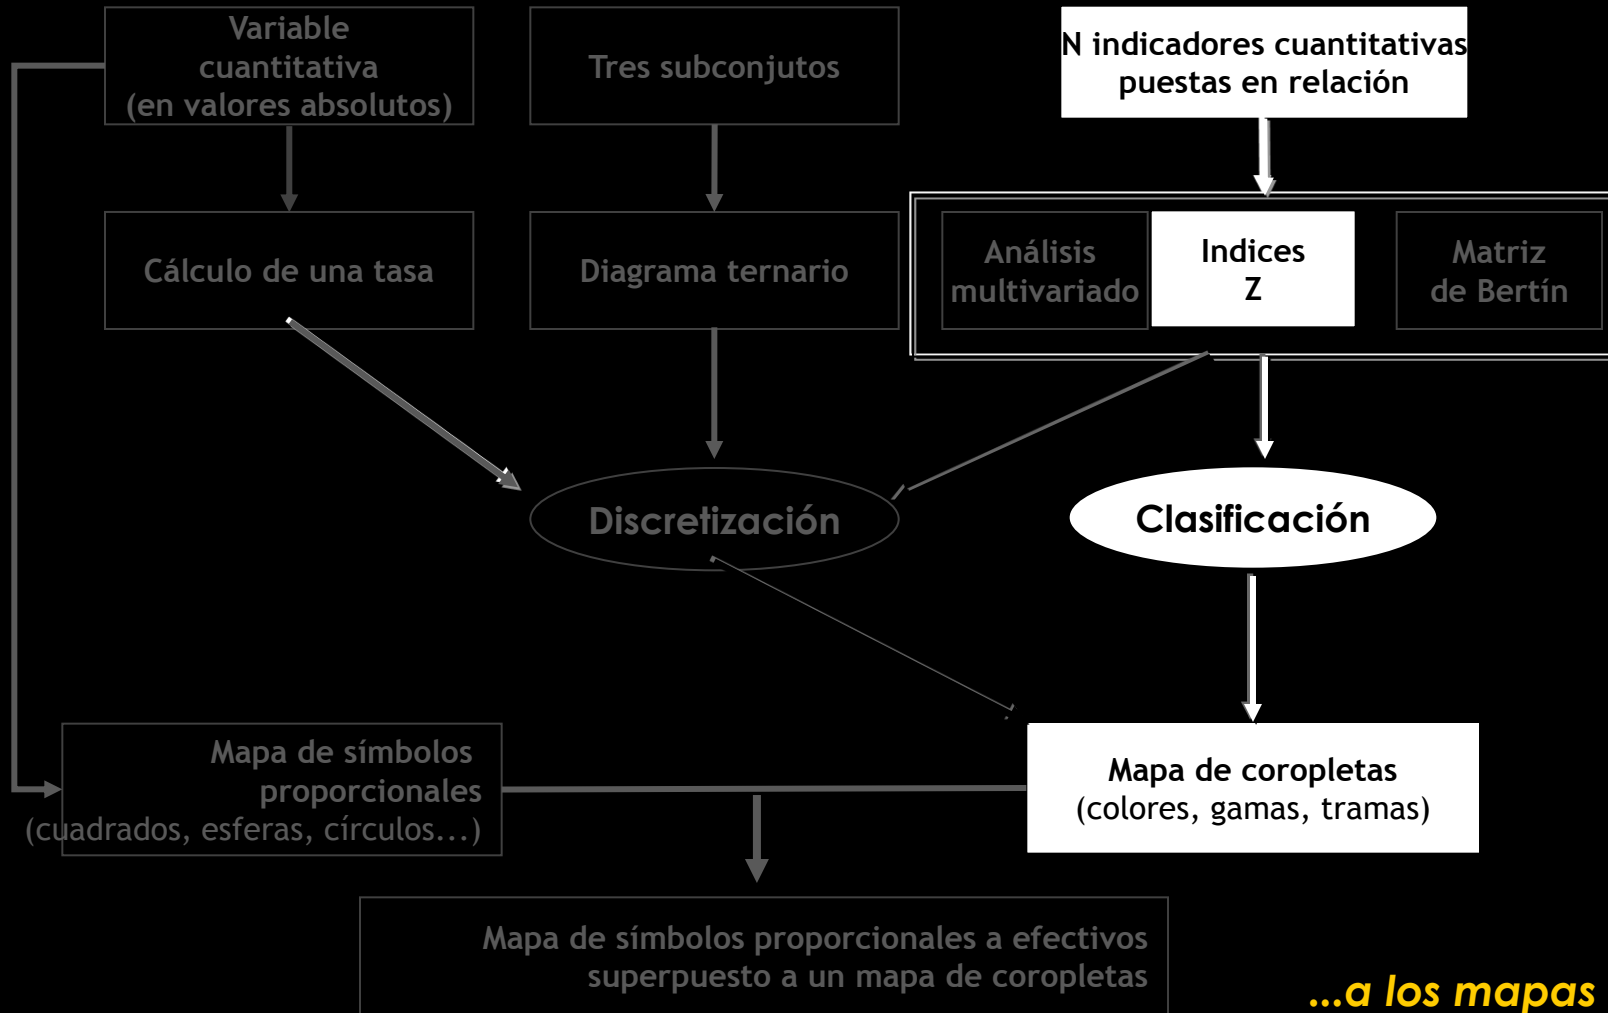 Variable
cuantitativa
(en valores absolutos)
Tres subconjutos
N indicadores cuantitativas
puestas en relación
Cálculo de una tasa
Diagrama ternario
Análisis
multivariado
Indices
Z
Matriz
de Bertín
Discretización
Clasificación
Mapa de símbolos
proporcionales
(cuadrados, esferas, círculos...)
Mapa de coropletas
(colores, gamas, tramas)
Mapa de símbolos proporcionales a efectivos
superpuesto a un mapa de coropletas
...a los mapas